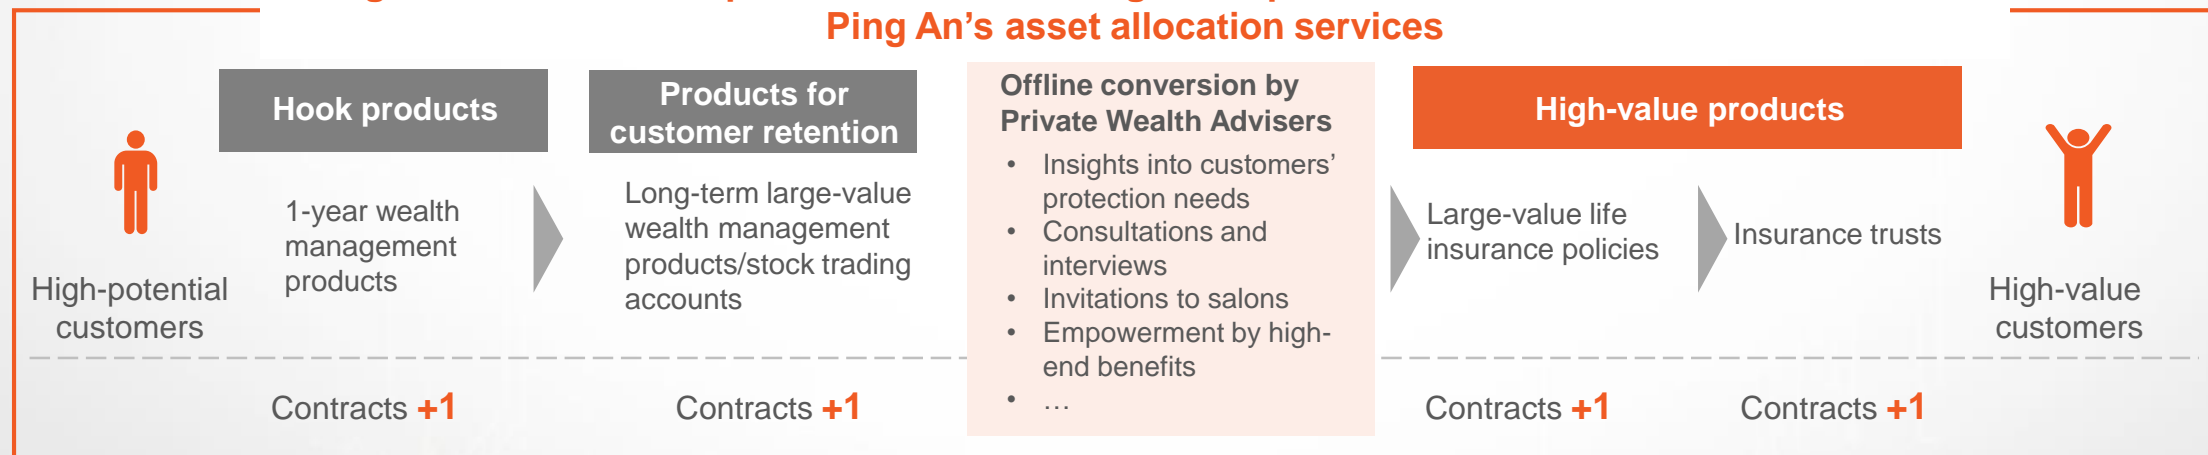 Ping An’s asset allocation services
Hook products
1-year wealth
management
products
Products for
customer retention
Long-term large-value
wealth management
products/stock trading
accounts
Offline conversion by
Private Wealth Advisers
• Insights into customers’
protection needs
• Consultations and
interviews
• Invitations to salons
• Empowerment by high-
end benefits
• …
High-value products
Large-value life
insurance policies
Insurance trusts
High-potential
customers
High-value
customers
Contracts +1
Contracts +1
Contracts +1
Contracts +1